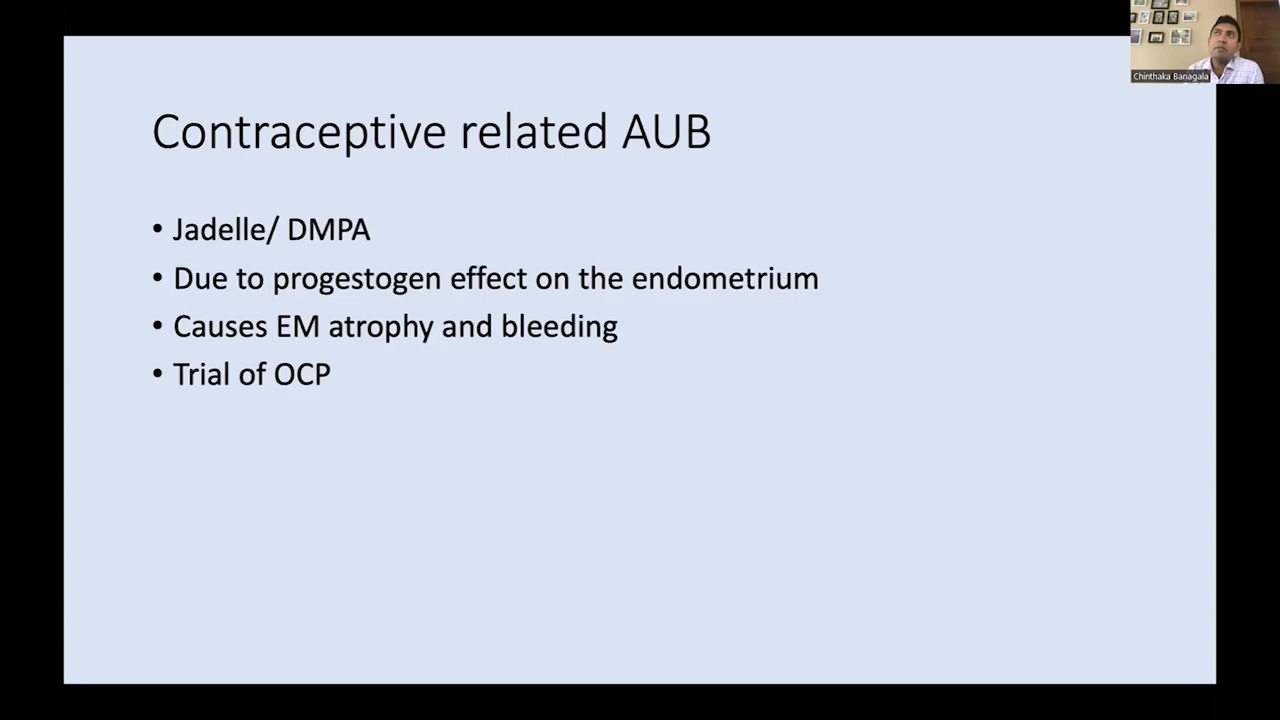 Chinthaka Banagala
Contraceptive related AUB
• Jadelle/ DMPA
• Due to progestogen effect on the endometrium
• Causes EM atrophy and bleeding
• Trial of OCP